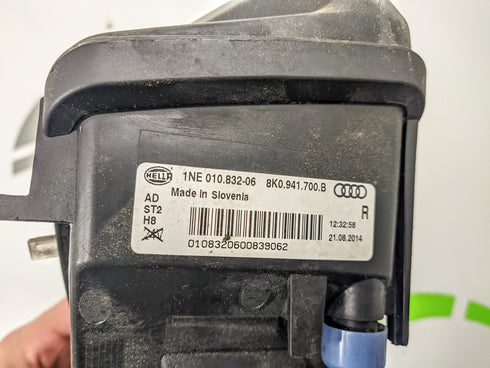 HELLA 1NE 010.832-06 8K0.941.700.B
Made in Slovenia
AD
ST2
H8
R
12:32:58
21.08.2014
0108320600839062